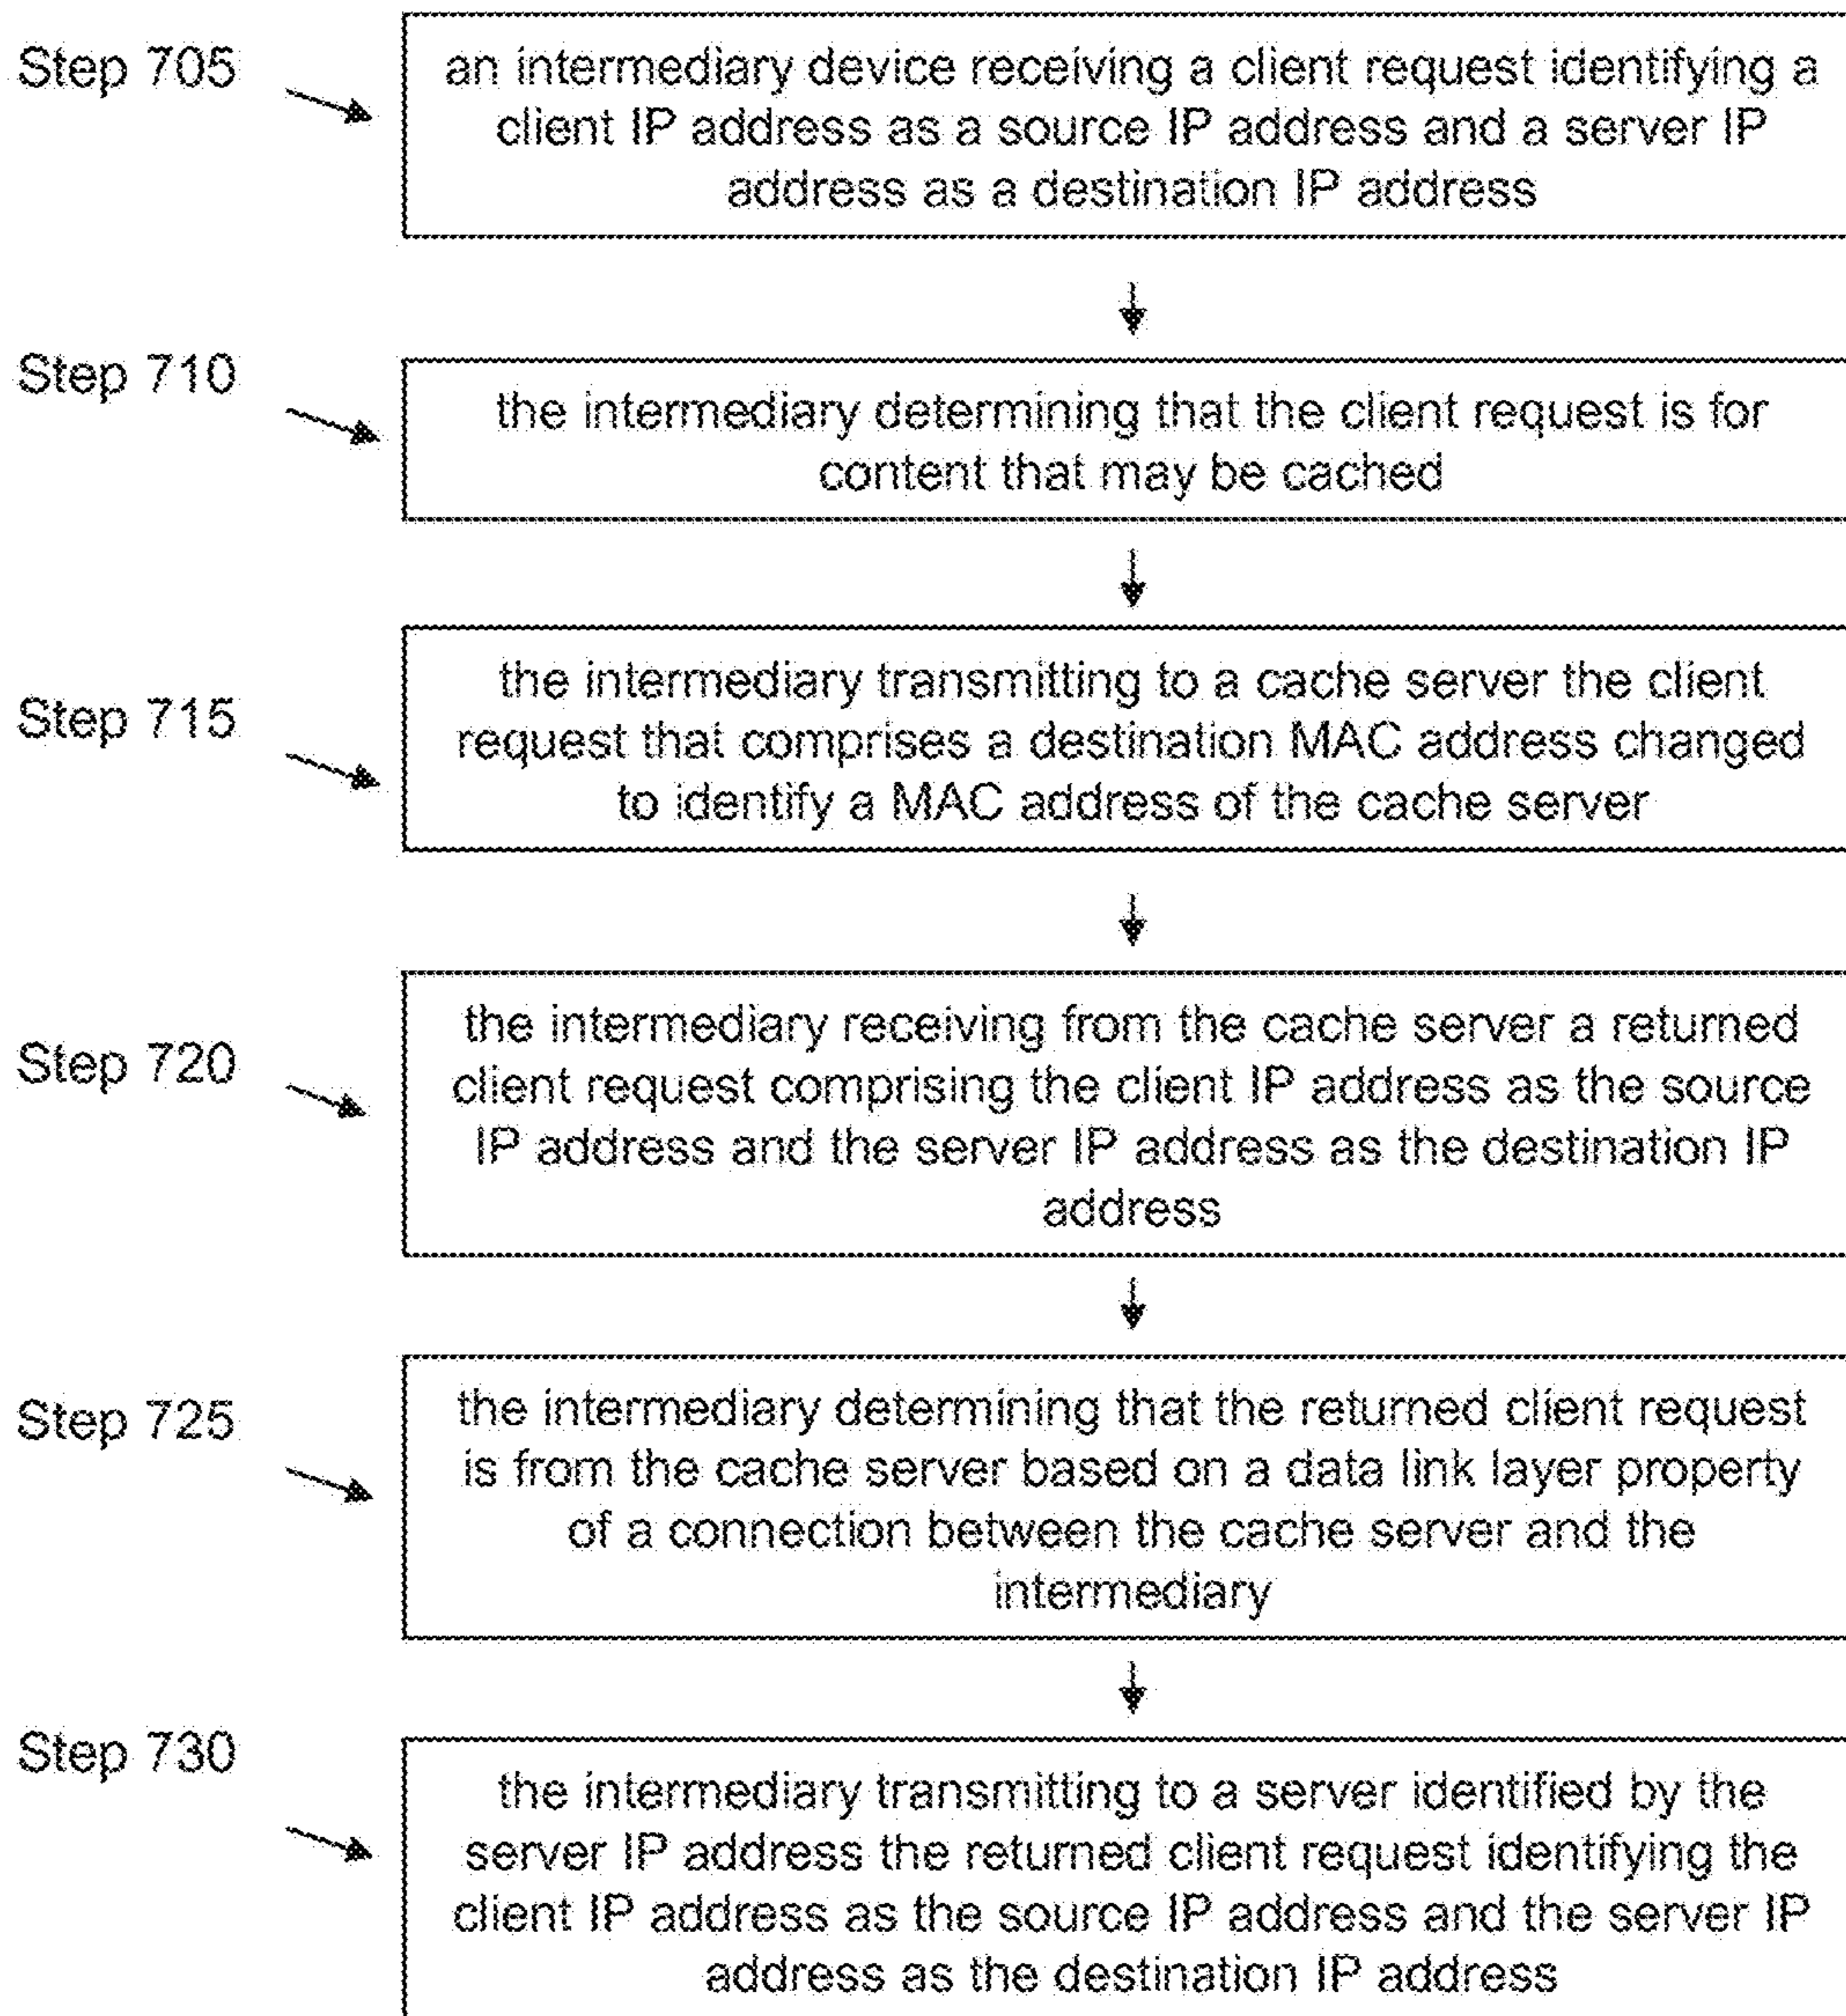 Step 705
an intermediary device receiving a client request identifying a
client IP address as a source IP address and a server IP
address as a destination IP address
Step 710
the intermediary determining that the client request is for
content that may be cached
Step 715
the intermediary transmitting to a cache server the client
request that comprises a destination MAC address changed
to identify a MAC address of the cache server
Step 720
the intermediary receiving from the cache server a returned
client request comprising the client IP address as the source
IP address and the server IP address as the destination IP
address
Step 725
the intermediary determining that the returned client request
is from the cache server based on a data link layer property
of a connection between the cache server and the
intermediary
Step 730
the intermediary transmitting to a server identified by the
server IP address the returned client request identifying the
client IP address as the source IP address and the server IP
address as the destination IP address